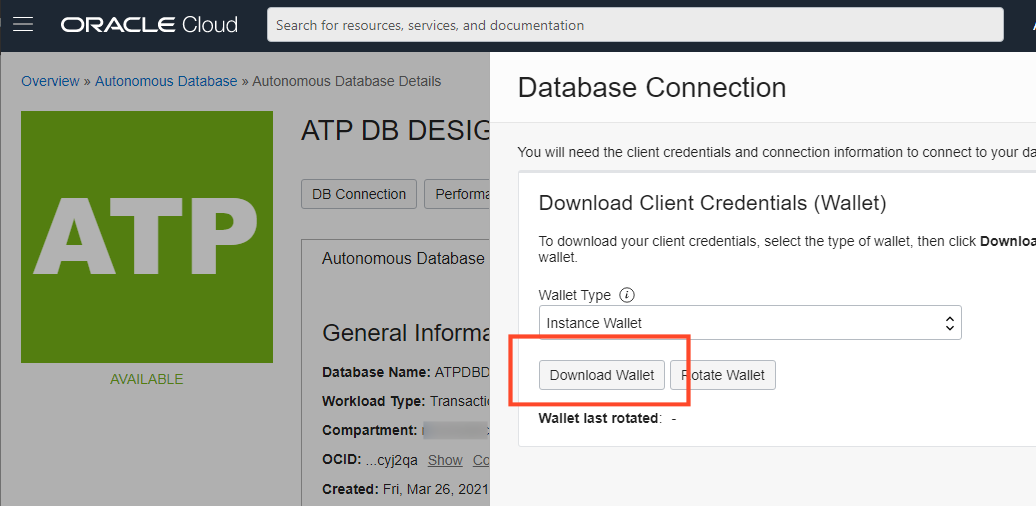 ORACLE Cloud
Search for resources, services, and documentation
Overview » Autonomous Database » Autonomous Database Details
ATP
AVAILABLE
ATP DB DESIG
DB Connection
Performa
Autonomous Database
General Informa
Database Name: ATPDBD
Workload Type: Transactio
Compartment:
OCID: ...cyj2qa Show Co
Created: Fri, Mar 26, 2021
Database Connection
You will need the client credentials and connection information to connect to your da
Download Client Credentials (Wallet)
To download your client credentials, select the type of wallet, then click Downloa
wallet.
Wallet Type i
Instance Wallet
Download Wallet
Rotate Wallet
Wallet last rotated: -